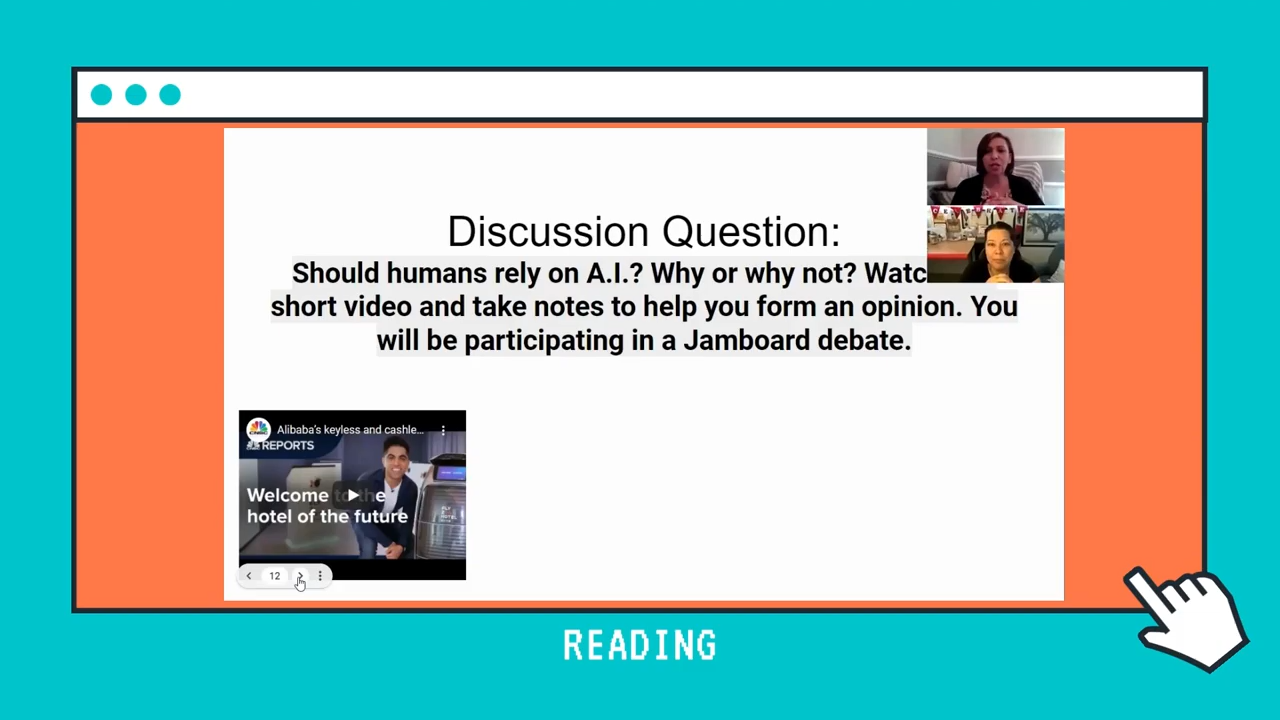 Discussion Question:
Should humans rely on A.I.? Why or why not? Watc
short video and take notes to help you form an opinion. You
will be participating in a Jamboard debate.
Alibaba's keyless and cashle...
REPORTS
Welcome to the
hotel of the future
12
READING